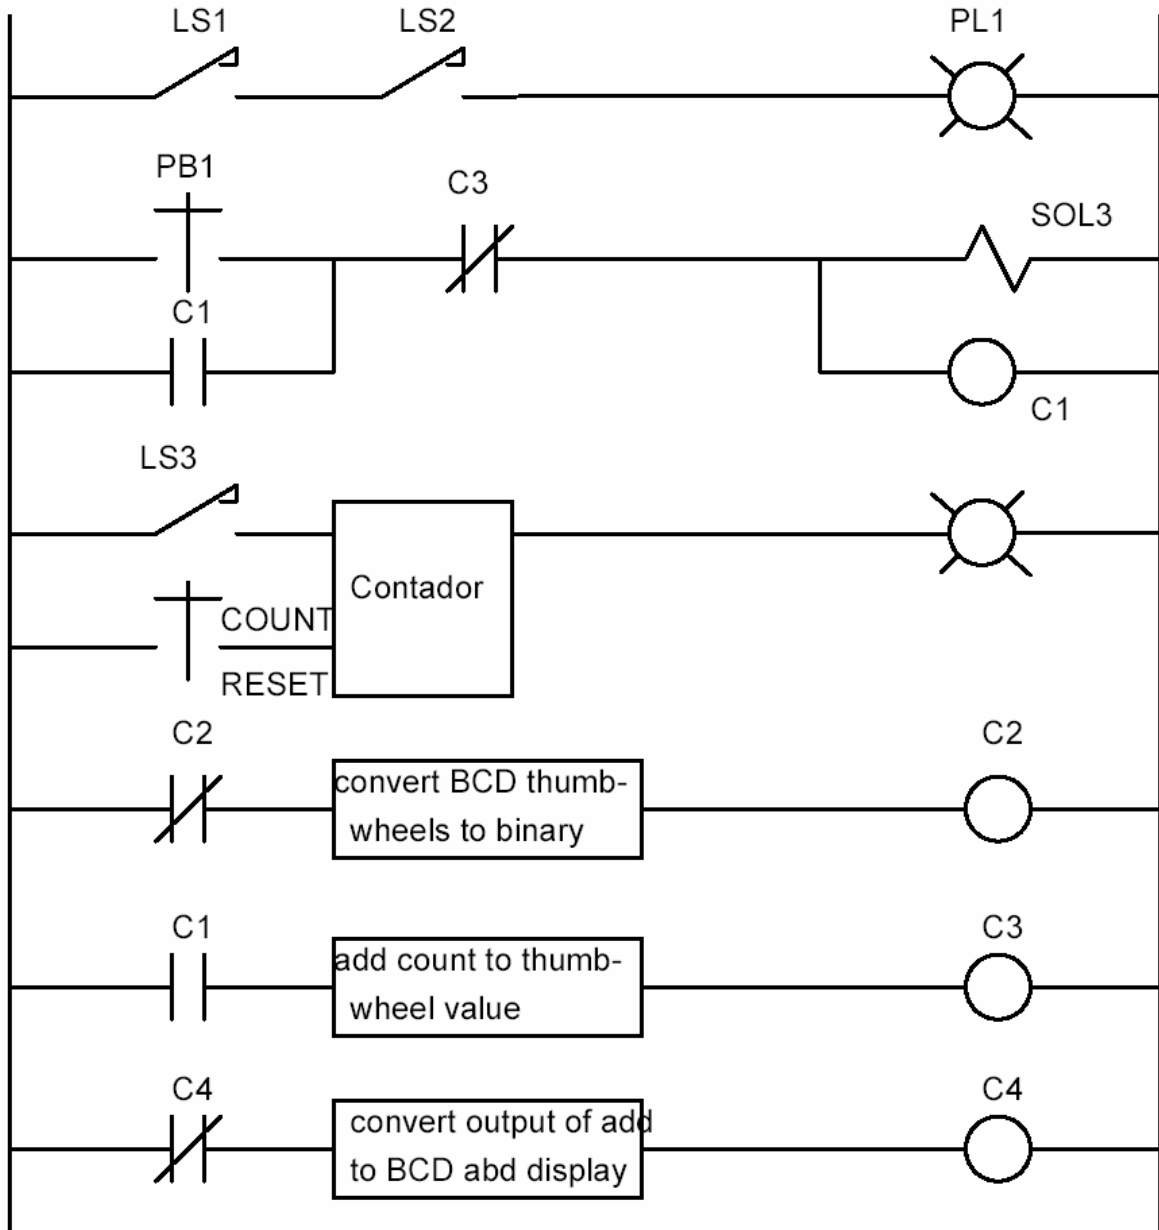 LS1 LS2 PL1
PB1
C3
SOL3
C1
C1
LS3
Contador
COUNT
RESET
C2 C2
convert BCD thumb-
wheels to binary
C1 C3
add count to thumb-
wheel value
C4 C4
convert output of add
to BCD abd display